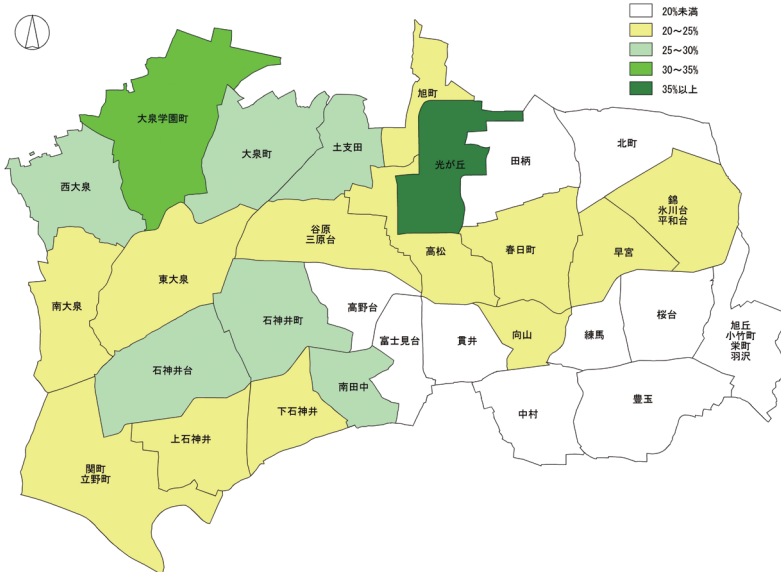 20%未満
20～25%
25～30%
30～35%
35%以上
旭町
大泉学園町
北町
大泉町
土支田
光が丘
田柄
西大泉
錦
氷川台
平和台
谷原
三原台
高松
春日町
早宮
東大泉
南大泉
石神井町
高野台
桜台
旭丘
小竹町
栄町
羽沢
富士見台
貫井
向山
練馬
石神井台
南田中
豊玉
下石神井
中村
上石神井
関町
立野町